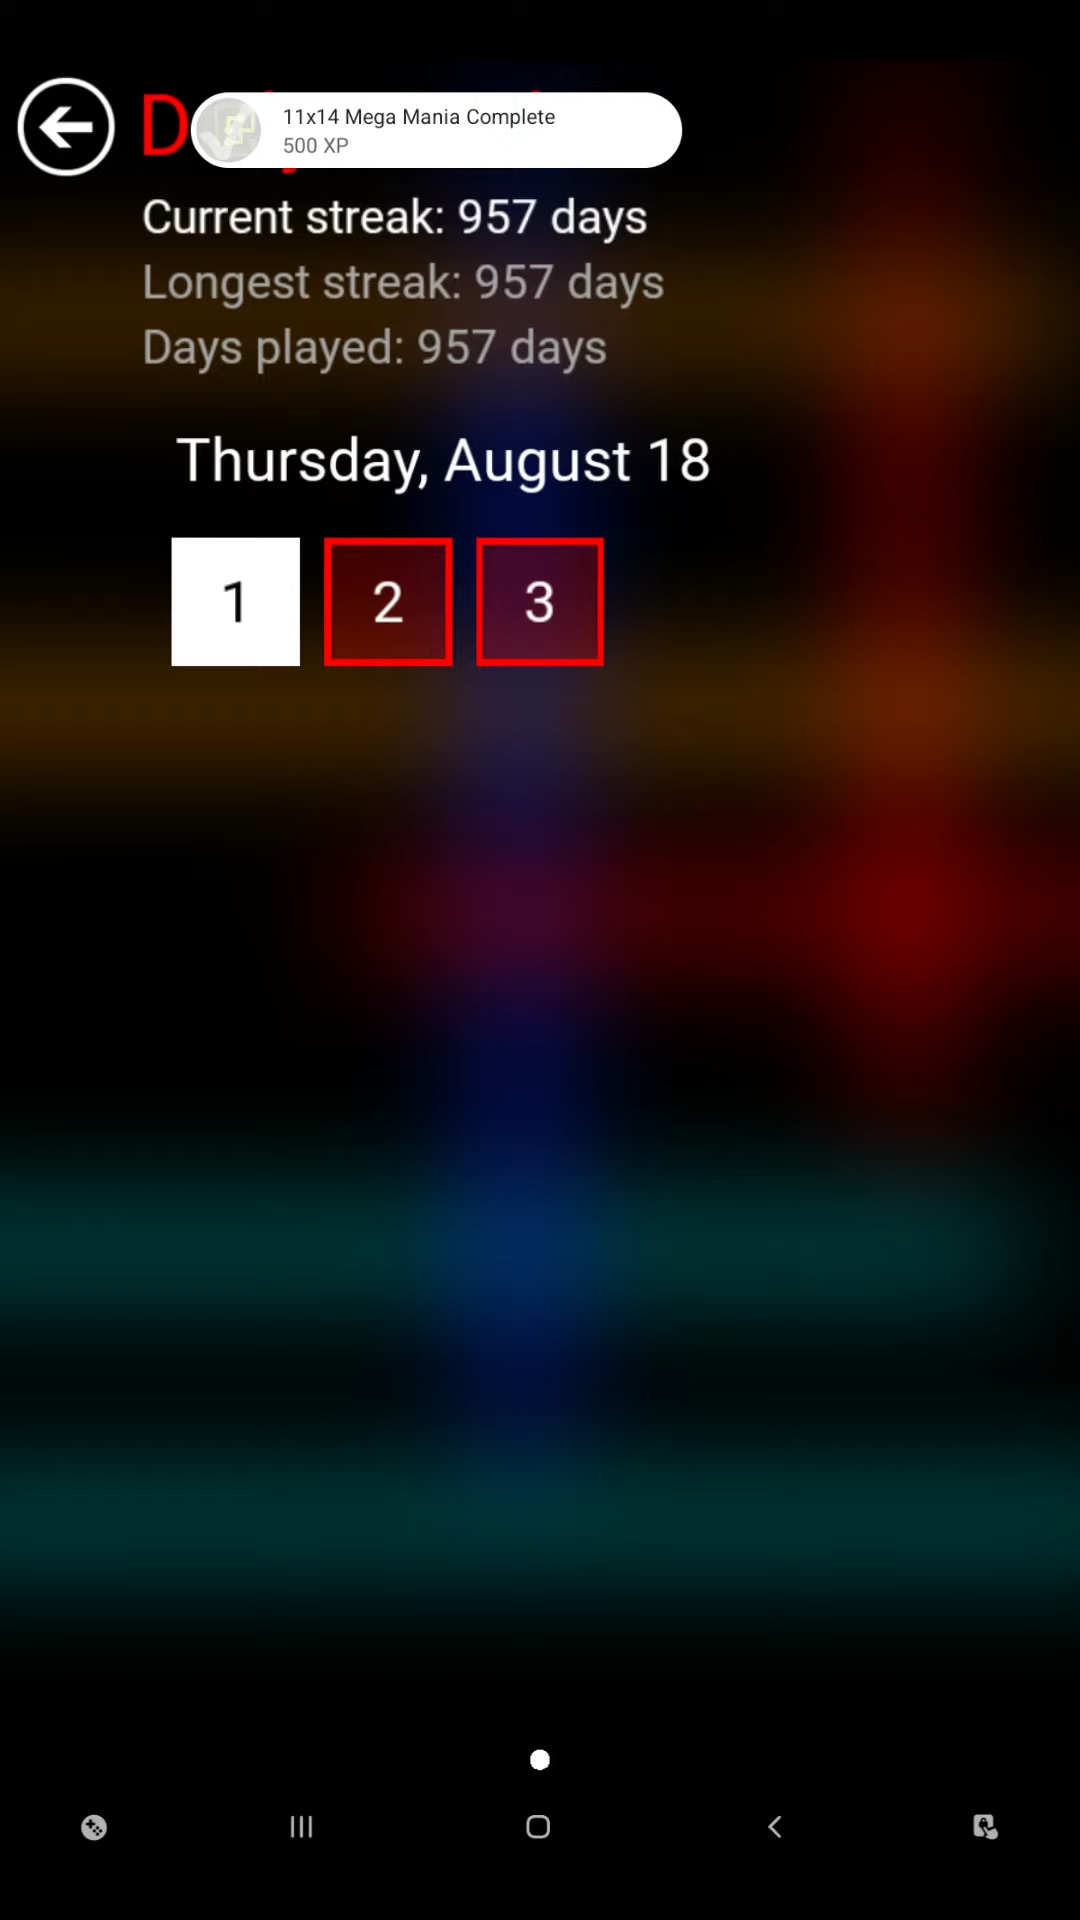 11x14 Mega Mania Complete
500 XP
Current streak: 957 days
Longest streak: 957 days
Days played: 957 days
Thursday, August 18
1 2 3